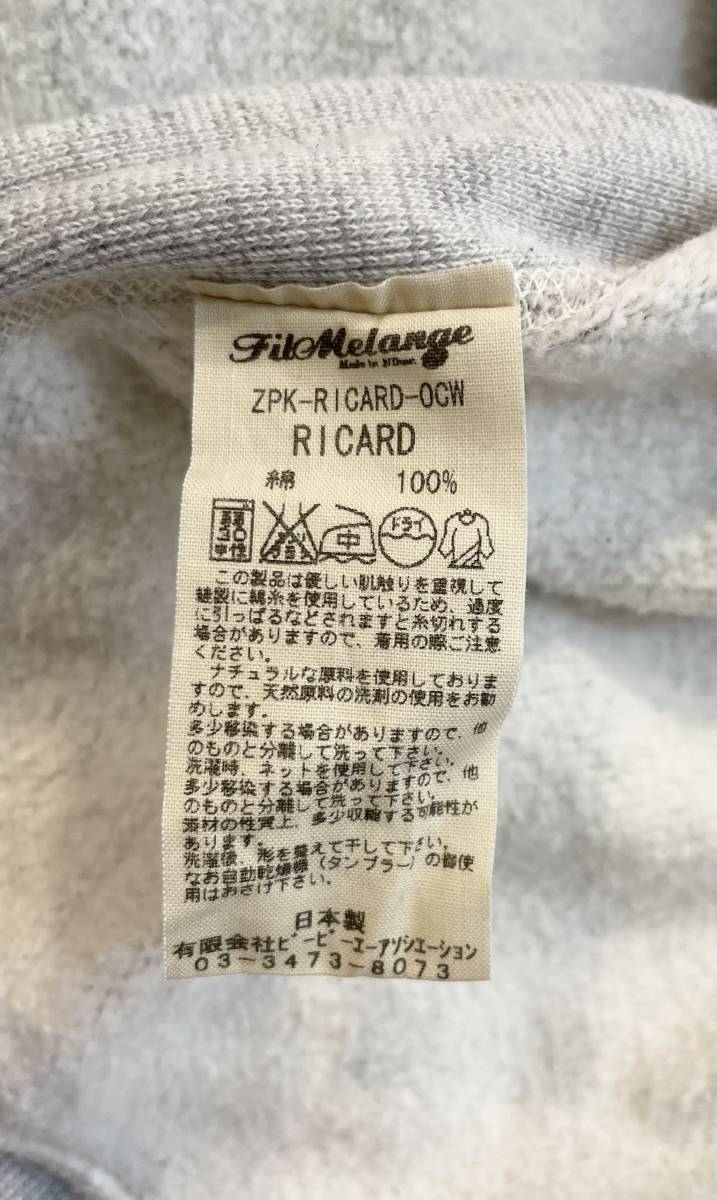 FilMelange
Made in
ZPK-RICARD-OCW
RICARD
綿 100%
弱 30 中性 中 ドライ
この製品は優しい肌触りを重視して
縫製に綿糸を使用しているため、過度
に引っぱるなどされますと糸切れする
場合がありますので、着用の際ご注意
ください。
ナチュラルな原料を使用しておりま
すので、天然原料の洗剤の使用をお勧
めします。
多少移染する場合がありますので、他
のものと分離して洗って下さい。
洗濯時、ネットを使用して下さい。
多少移染する場合がありますので、他
のものと分離して洗って下さい。
素材の性質上、多少収縮する可能性が
あります。
洗濯後、形を整えて干して下さい。
なお自動乾燥機(タンブラー)の御使
用はおさけ下さい。
日本製
有限会社ビーピーエーアソシエーション
03-3473-8073